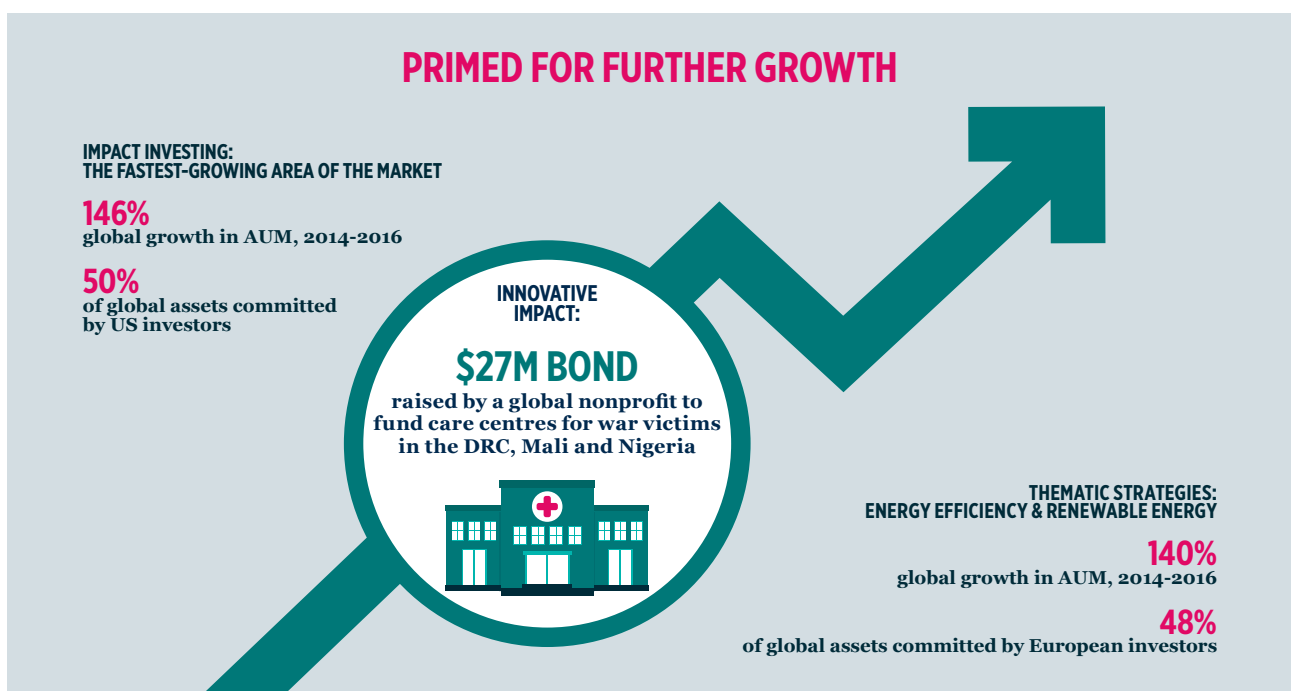 PRIMED FOR FURTHER GROWTH
IMPACT INVESTING:
THE FASTEST-GROWING AREA OF THE MARKET
146%
global growth in AUM, 2014-2016
50%
of global assets committed
by US investors
INNOVATIVE
IMPACT:
$27M BOND
raised by a global nonprofit to
fund care centres for war victims
in the DRC, Mali and Nigeria
THEMATIC STRATEGIES:
ENERGY EFFICIENCY & RENEWABLE ENERGY
140%
global growth in AUM, 2014-2016
48%
of global assets committed by European investors